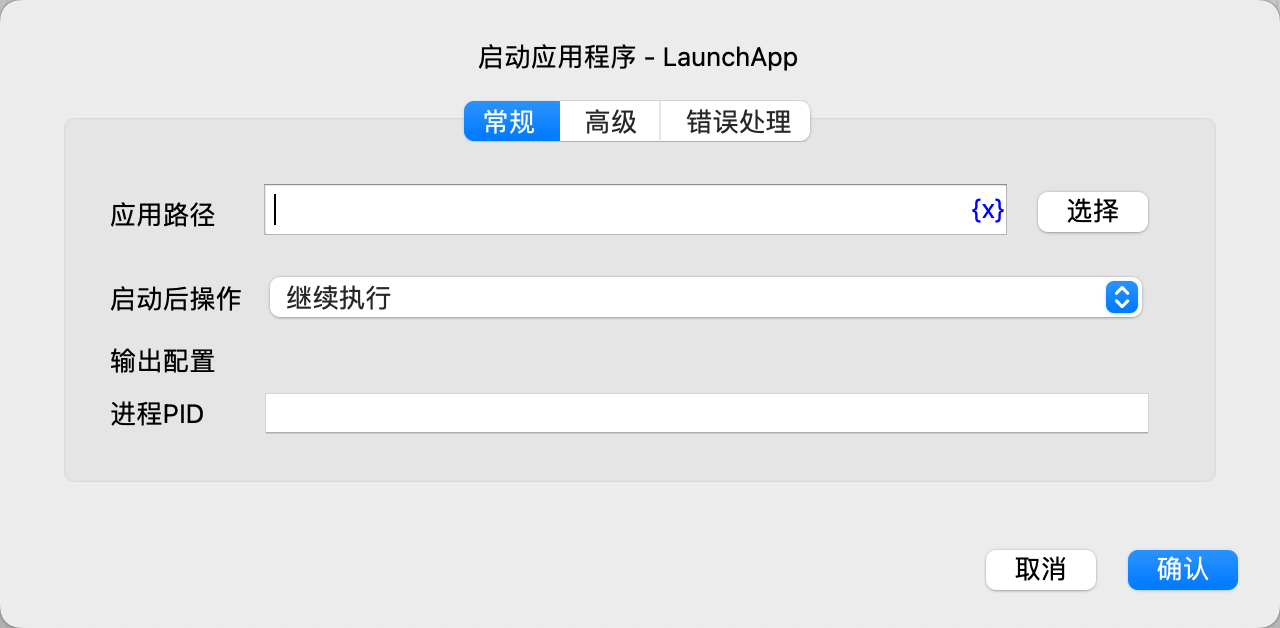 启动应用程序 - LaunchApp
常规 高级 错误处理
应用路径 {x} 选择
启动后操作 继续执行
输出配置
进程PID
取消 确认